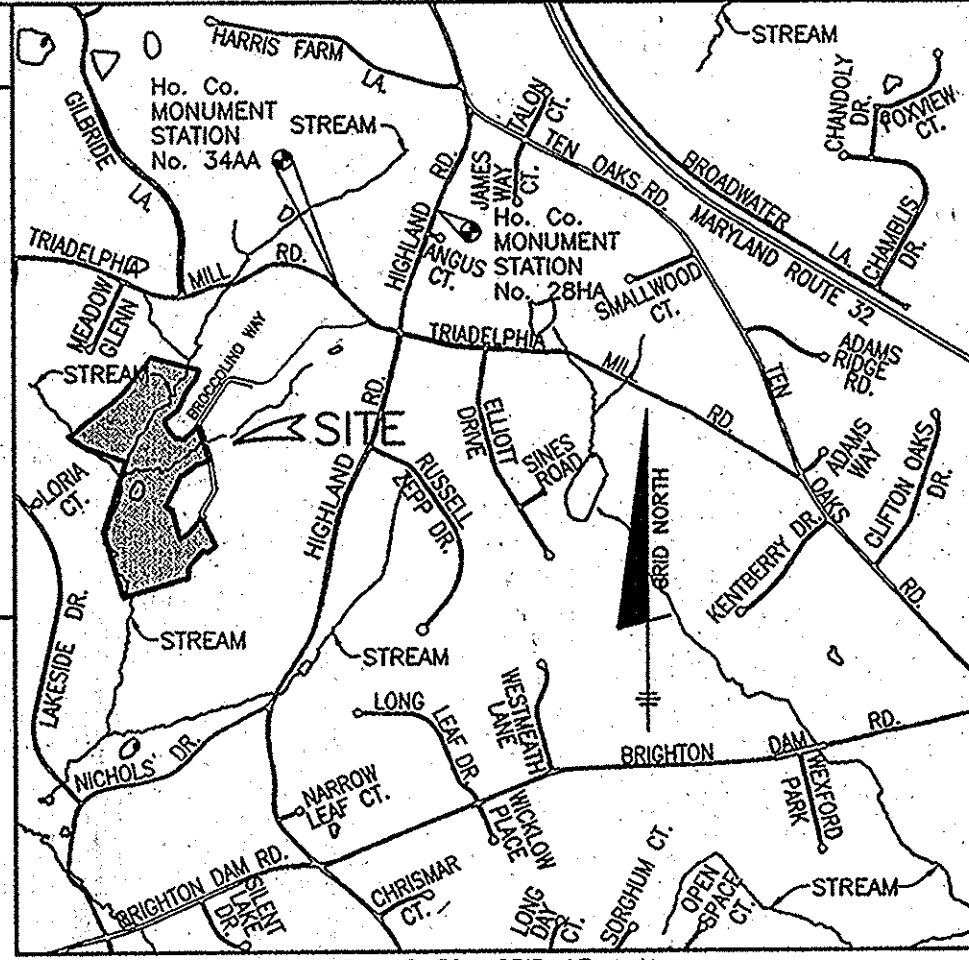 HARRIS FARM LA.
STREAM
Ho. Co.
MONUMENT
STATION
No. 34AA
STREAM
GILBRIDE LA.
TALON CT.
TEN OAKS RD.
JAMES
WAY
CT.
CHANDOLY
DR.
FOXVIEW
CT.
BROADWATER LA.
MARYLAND ROUTE 32
CHAMBLIS
DR.
HIGHLAND RD.
ANGUS
CT.
Ho. Co.
MONUMENT
STATION
No. 28HA
SMALLWOOD
CT.
TRIADELPHIA MILL RD.
MEADOW
GLENN
STREAM
BROCCOLINO WAY
SITE
TRIADELPHIA MILL RD.
ADAMS
RIDGE
RD.
TEN OAKS RD.
LORIA
CT.
HIGHLAND RD.
RUSSELL
ZEPP DR.
ELLIOTT
DRIVE
SINES
ROAD
GRID NORTH
ADAMS
WAY
CLIFTON OAKS
DR.
KENTBERRY DR.
LAKESIDE DR.
STREAM
STREAM
NICHOLS' DR.
LONG LEAF DR.
WESTMEATH
LANE
BRIGHTON DAM RD.
NARROW
LEAF CT.
WICKLOW
PLACE
WEXFORD
PARK
BRIGHTON DAM RD.
SILENT
LAKE
DR.
CHRISMAR
CT.
LONG
DAY
CT.
SORGHUM CT.
OPEN
SPACE
CT.
STREAM